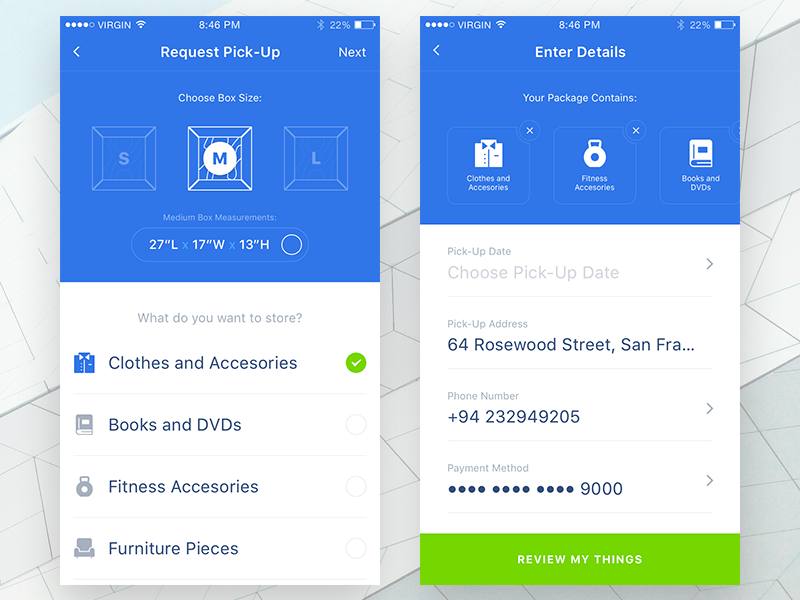 VIRGIN 8:46 PM 22%
Request Pick-Up Next
Choose Box Size:
S M L
Medium Box Measurements:
27”L x 17”W x 13”H
What do you want to store?
Clothes and Accesories
Books and DVDs
Fitness Accesories
Furniture Pieces
VIRGIN 8:46 PM 22%
Enter Details
Your Package Contains:
Clothes and
Accesories
Fitness
Accesories
Books and
DVDs
Pick-Up Date
Choose Pick-Up Date
Pick-Up Address
64 Rosewood Street, San Fra...
Phone Number
+94 232949205
Payment Method
•••• •••• •••• 9000
REVIEW MY THINGS